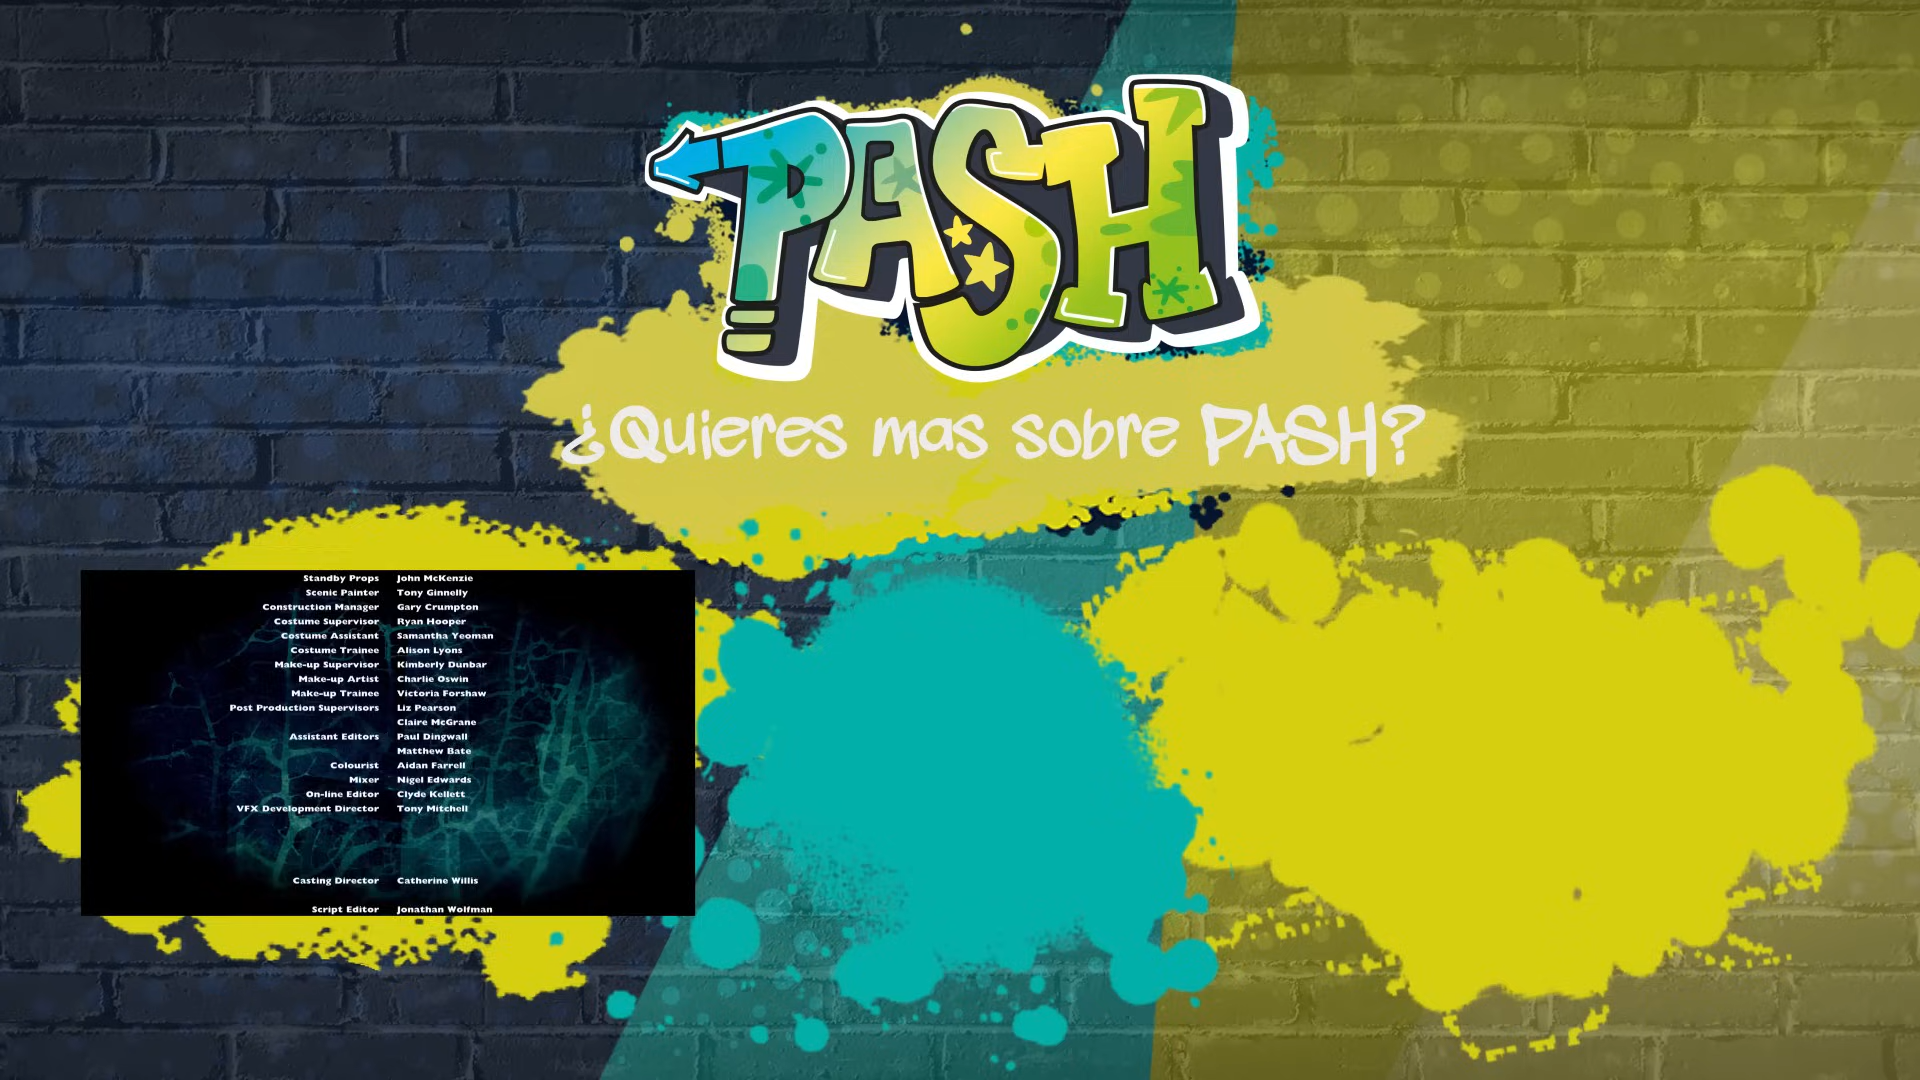 PASH
¿Quieres mas sobre PASH?
Standby Props John McKenzie
Scenic Painter Tony Ginnelly
Construction Manager Gary Crumpton
Costume Supervisor Ryan Hooper
Costume Assistant Samantha Yeoman
Costume Trainee Alison Lyons
Make-up Supervisor Kimberly Dunbar
Make-up Artist Charlie Oswin
Make-up Trainee Victoria Forshaw
Post Production Supervisors Liz Pearson
Claire McGrane
Assistant Editors Paul Dingwall
Matthew Bate
Colourist Aidan Farrell
Mixer Nigel Edwards
On-line Editor Clyde Kellett
VFX Development Director Tony Mitchell
Casting Director Catherine Willis
Script Editor Jonathan Wolfman